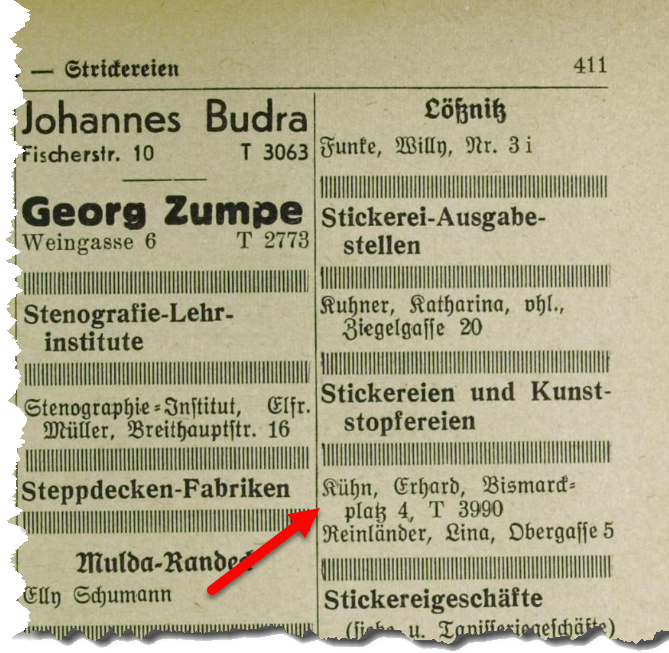 . — Strickereien
411
Johannes Budra
Fischerstr. 10 T 3063
Georg Zumpe
Weingasse 6 T 2773
Stenografie-Lehr-
institute
Stenographie-Institut, Elfr.
Müller, Breithauptstr. 16
Steppdecken-Fabriken
Mulda-Randeck
Elly Schumann
Lößnitz
Funke, Willy, Nr. 3 i
Stickerei-Ausgabe-
stellen
Kuhner, Katharina, vhl.,
Ziegelgasse 20
Stickereien und Kunst-
stopfereien
Kühn, Erhard, Bismarck-
platz 4, T 3990
Reinländer, Lina, Obergasse 5
Stickereigeschäfte
(siehe u. Tapisseriegeschäfte)